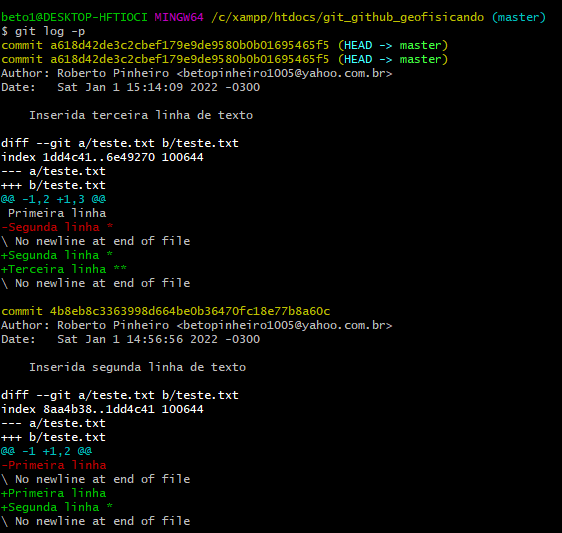 beto1@DESKTOP-HFTIOCI MINGW64 /c/xampp/htdocs/git_github_geofisicando (master)
$ git log -p
commit a618d42de3c2cbef179e9de9580b0b01695465f5 (HEAD -> master)
commit a618d42de3c2cbef179e9de9580b0b01695465f5 (HEAD -> master)
Author: Roberto Pinheiro <betopinheiro1005@yahoo.com.br>
Date:   Sat Jan 1 15:14:09 2022 -0300
    Inserida terceira linha de texto
diff --git a/teste.txt b/teste.txt
index 1dd4c41..6e49270 100644
--- a/teste.txt
+++ b/teste.txt
@@ -1,2 +1,3 @@
 Primeira linha
-Segunda linha *
\ No newline at end of file
+Segunda linha *
+Terceira linha **
\ No newline at end of file
commit 4b8eb8c3363998d664be0b36470fc18e77b8a60c
Author: Roberto Pinheiro <betopinheiro1005@yahoo.com.br>
Date:   Sat Jan 1 14:56:56 2022 -0300
    Inserida segunda linha de texto
diff --git a/teste.txt b/teste.txt
index 8aa4b38..1dd4c41 100644
--- a/teste.txt
+++ b/teste.txt
@@ -1 +1,2 @@
-Primeira linha
\ No newline at end of file
+Primeira linha
+Segunda linha *
\ No newline at end of file